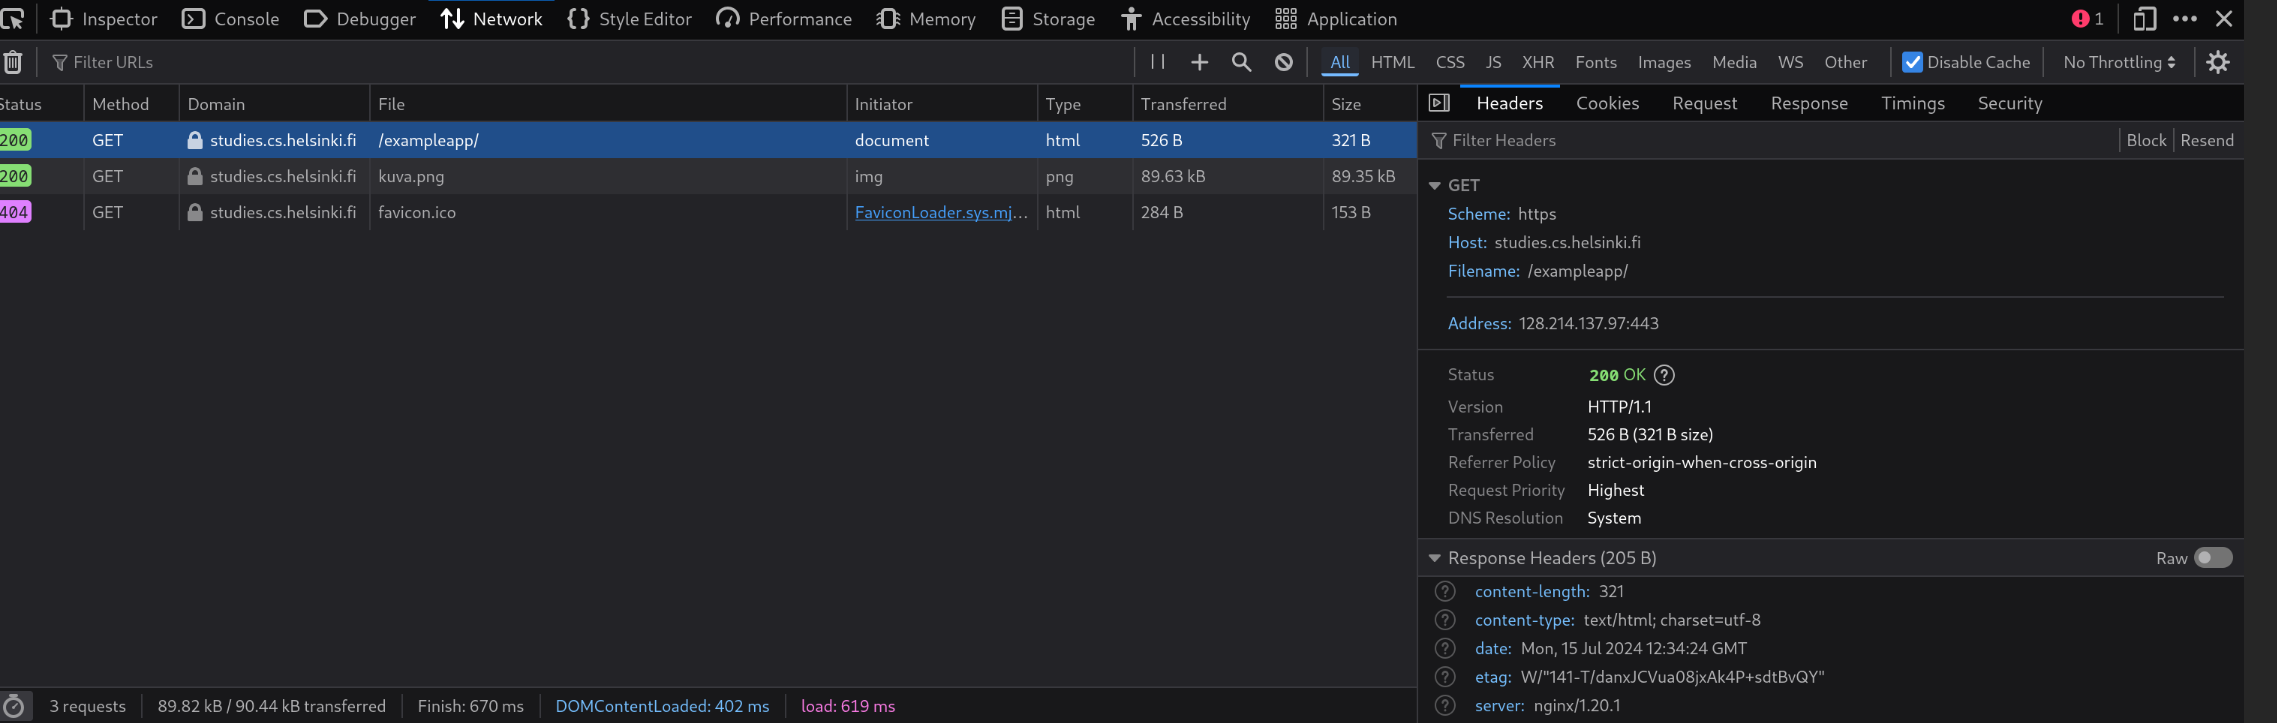 Inspector Console Debugger Network Style Editor Performance Memory Storage Accessibility Application 1
Filter URLs All HTML CSS JS XHR Fonts Images Media WS Other Disable Cache No Throttling
Status Method Domain File Initiator Type Transferred Size
200 GET studies.cs.helsinki.fi /exampleapp/ document html 526 B 321 B
200 GET studies.cs.helsinki.fi kuva.png img png 89.63 kB 89.35 kB
404 GET studies.cs.helsinki.fi favicon.ico FaviconLoader.sys.mj… html 284 B 153 B
3 requests 89.82 kB / 90.44 kB transferred Finish: 670 ms DOMContentLoaded: 402 ms load: 619 ms
Headers Cookies Request Response Timings Security
Filter Headers Block Resend
GET
Scheme: https
Host: studies.cs.helsinki.fi
Filename: /exampleapp/
Address: 128.214.137.97:443
Status 200 OK
Version HTTP/1.1
Transferred 526 B (321 B size)
Referrer Policy strict-origin-when-cross-origin
Request Priority Highest
DNS Resolution System
Response Headers (205 B) Raw
content-length: 321
content-type: text/html; charset=utf-8
date: Mon, 15 Jul 2024 12:34:24 GMT
etag: W/"141-T/danxJCVua08jxAk4P+sdtBvQY"
server: nginx/1.20.1